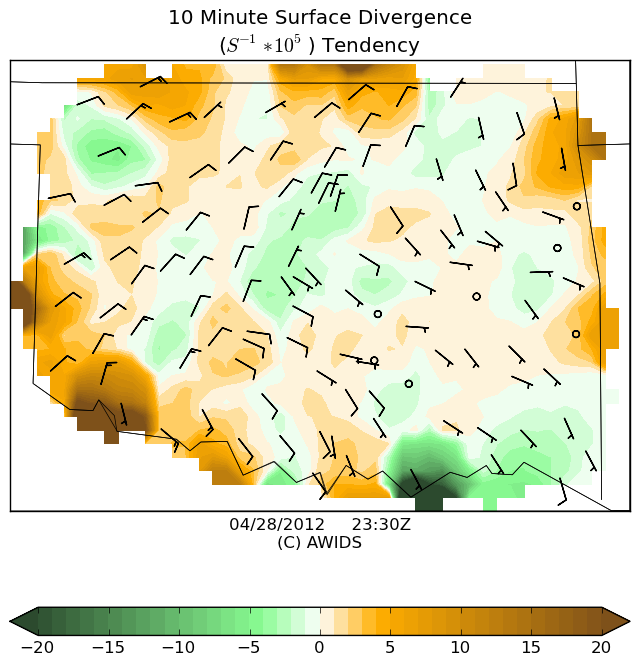 10 Minute Surface Divergence
(S⁻¹ *10⁵ ) Tendency
04/28/2012 23:30Z
(C) AWIDS
−20 −15 −10 −5 0 5 10 15 20